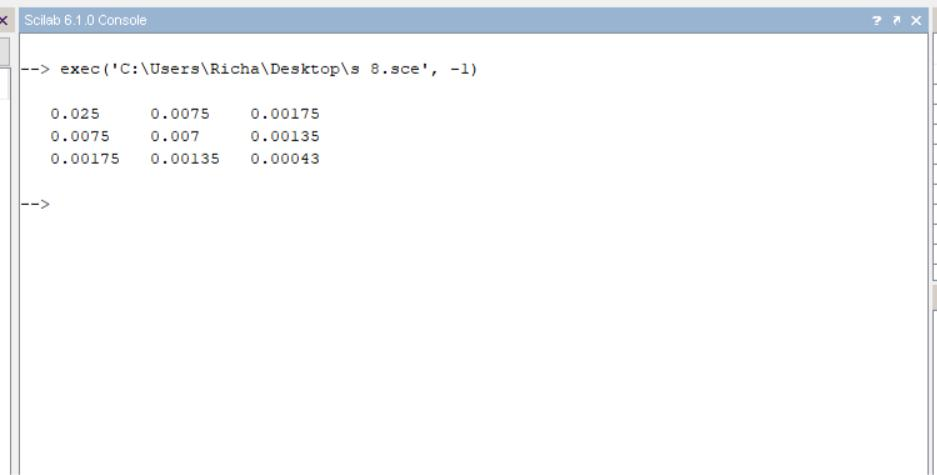 Scilab 6.1.0 Console
--> exec('C:\Users\Richa\Desktop\s 8.sce', -1)
0.025 0.0075 0.00175
0.0075 0.007 0.00135
0.00175 0.00135 0.00043
-->